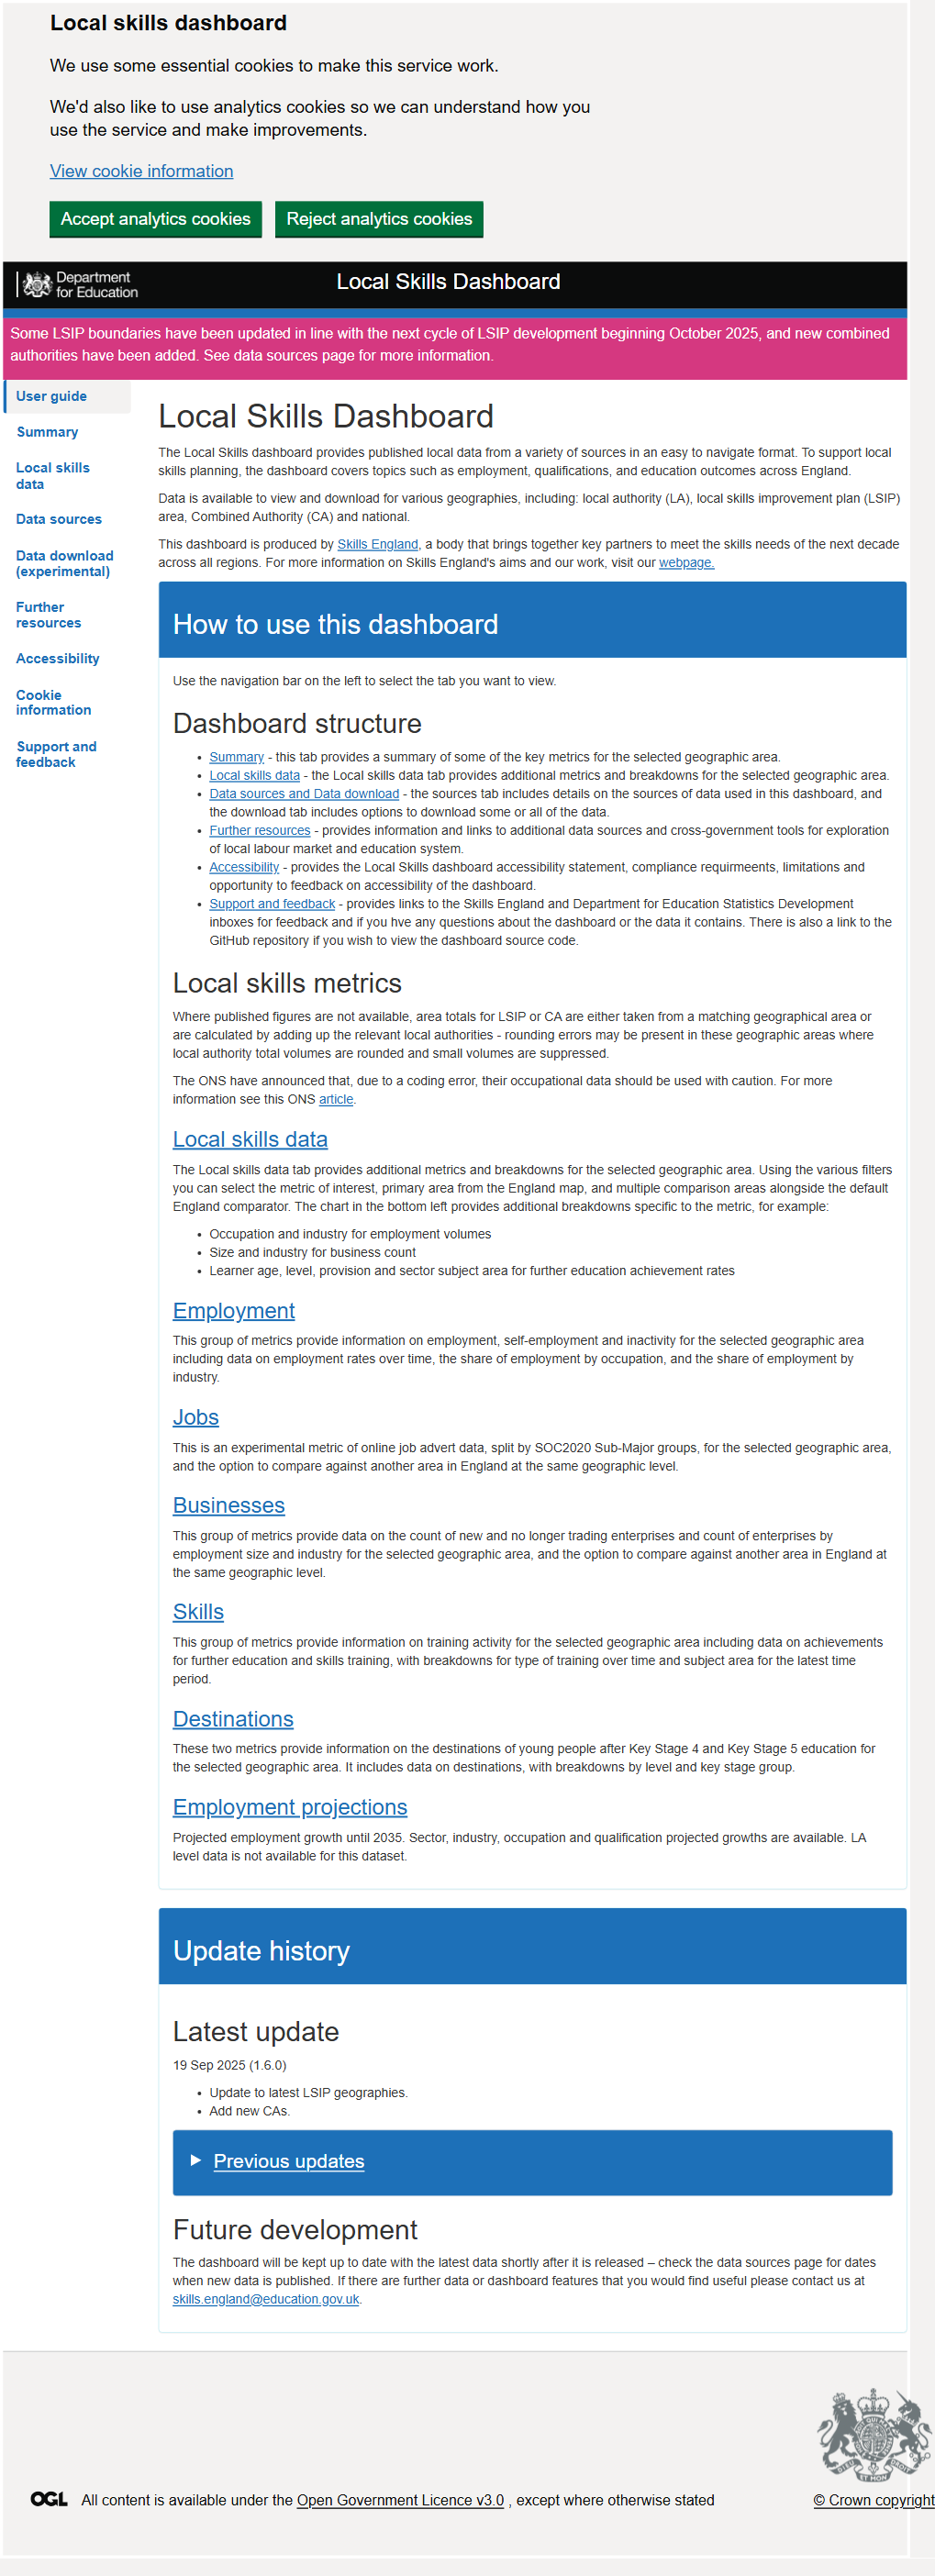 Local skills dashboard
We use some essential cookies to make this service work.
We'd also like to use analytics cookies so we can understand how you
use the service and make improvements.
View cookie information
Accept analytics cookies Reject analytics cookies
Department
for Education
Local Skills Dashboard
Some LSIP boundaries have been updated in line with the next cycle of LSIP development beginning October 2025, and new combined
authorities have been added. See data sources page for more information.
User guide
Summary
Local skills
data
Data sources
Data download
(experimental)
Further
resources
Accessibility
Cookie
information
Support and
feedback
Local Skills Dashboard
The Local Skills dashboard provides published local data from a variety of sources in an easy to navigate format. To support local
skills planning, the dashboard covers topics such as employment, qualifications, and education outcomes across England.
Data is available to view and download for various geographies, including: local authority (LA), local skills improvement plan (LSIP)
area, Combined Authority (CA) and national.
This dashboard is produced by Skills England, a body that brings together key partners to meet the skills needs of the next decade
across all regions. For more information on Skills England's aims and our work, visit our webpage.
How to use this dashboard
Use the navigation bar on the left to select the tab you want to view.
Dashboard structure
• Summary - this tab provides a summary of some of the key metrics for the selected geographic area.
• Local skills data - the Local skills data tab provides additional metrics and breakdowns for the selected geographic area.
• Data sources and Data download - the sources tab includes details on the sources of data used in this dashboard, and
the download tab includes options to download some or all of the data.
• Further resources - provides information and links to additional data sources and cross-government tools for exploration
of local labour market and education system.
• Accessibility - provides the Local Skills dashboard accessibility statement, compliance requirmeents, limitations and
opportunity to feedback on accessibility of the dashboard.
• Support and feedback - provides links to the Skills England and Department for Education Statistics Development
inboxes for feedback and if you hve any questions about the dashboard or the data it contains. There is also a link to the
GitHub repository if you wish to view the dashboard source code.
Local skills metrics
Where published figures are not available, area totals for LSIP or CA are either taken from a matching geographical area or
are calculated by adding up the relevant local authorities - rounding errors may be present in these geographic areas where
local authority total volumes are rounded and small volumes are suppressed.
The ONS have announced that, due to a coding error, their occupational data should be used with caution. For more
information see this ONS article.
Local skills data
The Local skills data tab provides additional metrics and breakdowns for the selected geographic area. Using the various filters
you can select the metric of interest, primary area from the England map, and multiple comparison areas alongside the default
England comparator. The chart in the bottom left provides additional breakdowns specific to the metric, for example:
• Occupation and industry for employment volumes
• Size and industry for business count
• Learner age, level, provision and sector subject area for further education achievement rates
Employment
This group of metrics provide information on employment, self-employment and inactivity for the selected geographic area
including data on employment rates over time, the share of employment by occupation, and the share of employment by
industry.
Jobs
This is an experimental metric of online job advert data, split by SOC2020 Sub-Major groups, for the selected geographic area,
and the option to compare against another area in England at the same geographic level.
Businesses
This group of metrics provide data on the count of new and no longer trading enterprises and count of enterprises by
employment size and industry for the selected geographic area, and the option to compare against another area in England at
the same geographic level.
Skills
This group of metrics provide information on training activity for the selected geographic area including data on achievements
for further education and skills training, with breakdowns for type of training over time and subject area for the latest time
period.
Destinations
These two metrics provide information on the destinations of young people after Key Stage 4 and Key Stage 5 education for
the selected geographic area. It includes data on destinations, with breakdowns by level and key stage group.
Employment projections
Projected employment growth until 2035. Sector, industry, occupation and qualification projected growths are available. LA
level data is not available for this dataset.
Update history
Latest update
19 Sep 2025 (1.6.0)
• Update to latest LSIP geographies.
• Add new CAs.
Previous updates
Future development
The dashboard will be kept up to date with the latest data shortly after it is released – check the data sources page for dates
when new data is published. If there are further data or dashboard features that you would find useful please contact us at
skills.england@education.gov.uk.
OGL All content is available under the Open Government Licence v3.0 , except where otherwise stated
© Crown copyright